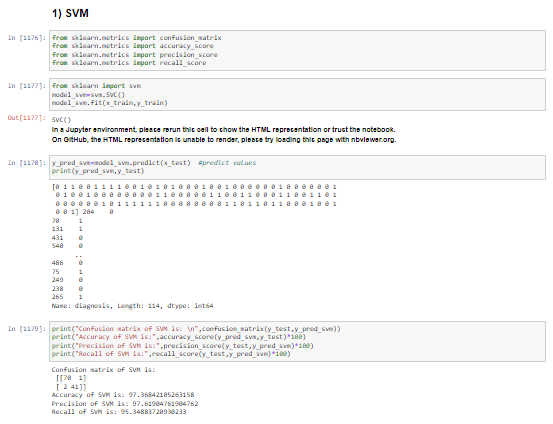 1) SVM
In [1176]: from sklearn.metrics import confusion_matrix
from sklearn.metrics import accuracy_score
from sklearn.metrics import precision_score
from sklearn.metrics import recall_score
In [1177]: from sklearn import svm
model_svm=svm.SVC()
model_svm.fit(x_train,y_train)
Out[1177]: SVC()
In a Jupyter environment, please rerun this cell to show the HTML representation or trust the notebook.
On GitHub, the HTML representation is unable to render, please try loading this page with nbviewer.org.
In [1178]: y_pred_svm=model_svm.predict(x_test) #predict values
print(y_pred_svm,y_test)
[0 1 1 0 0 1 1 1 1 0 0 1 0 1 0 1 0 0 0 1 0 0 0 0 0 0 1 0 0 0 0 0 1
0 1 0 0 1 0 0 0 0 0 0 0 0 1 1 0 0 0 0 0 1 1 0 0 1 1 0 0 0 1 1 0 0 1 1 0 1
0 0 0 0 0 0 1 0 1 1 1 1 1 1 0 0 0 0 0 0 0 0 1 1 0 1 1 0 1 1 0 0 0 1 0 0 1
0 0 1] 204 0
70 1
131 1
431 0
540 0
..
486 0
75 1
249 0
238 0
265 1
Name: diagnosis, Length: 114, dtype: int64
In [1179]: print("Confusion matrix of SVM is: \n",confusion_matrix(y_test,y_pred_svm))
print("Accuracy of SVM is:",accuracy_score(y_pred_svm,y_test)*100)
print("Precision of SVM is:",precision_score(y_test,y_pred_svm)*100)
print("Recall of SVM is:",recall_score(y_test,y_pred_svm)*100)
Confusion matrix of SVM is:
[[70 1]
[ 2 41]]
Accuracy of SVM is: 97.36842105263158
Precision of SVM is: 97.61904761904762
Recall of SVM is: 95.34883720930233